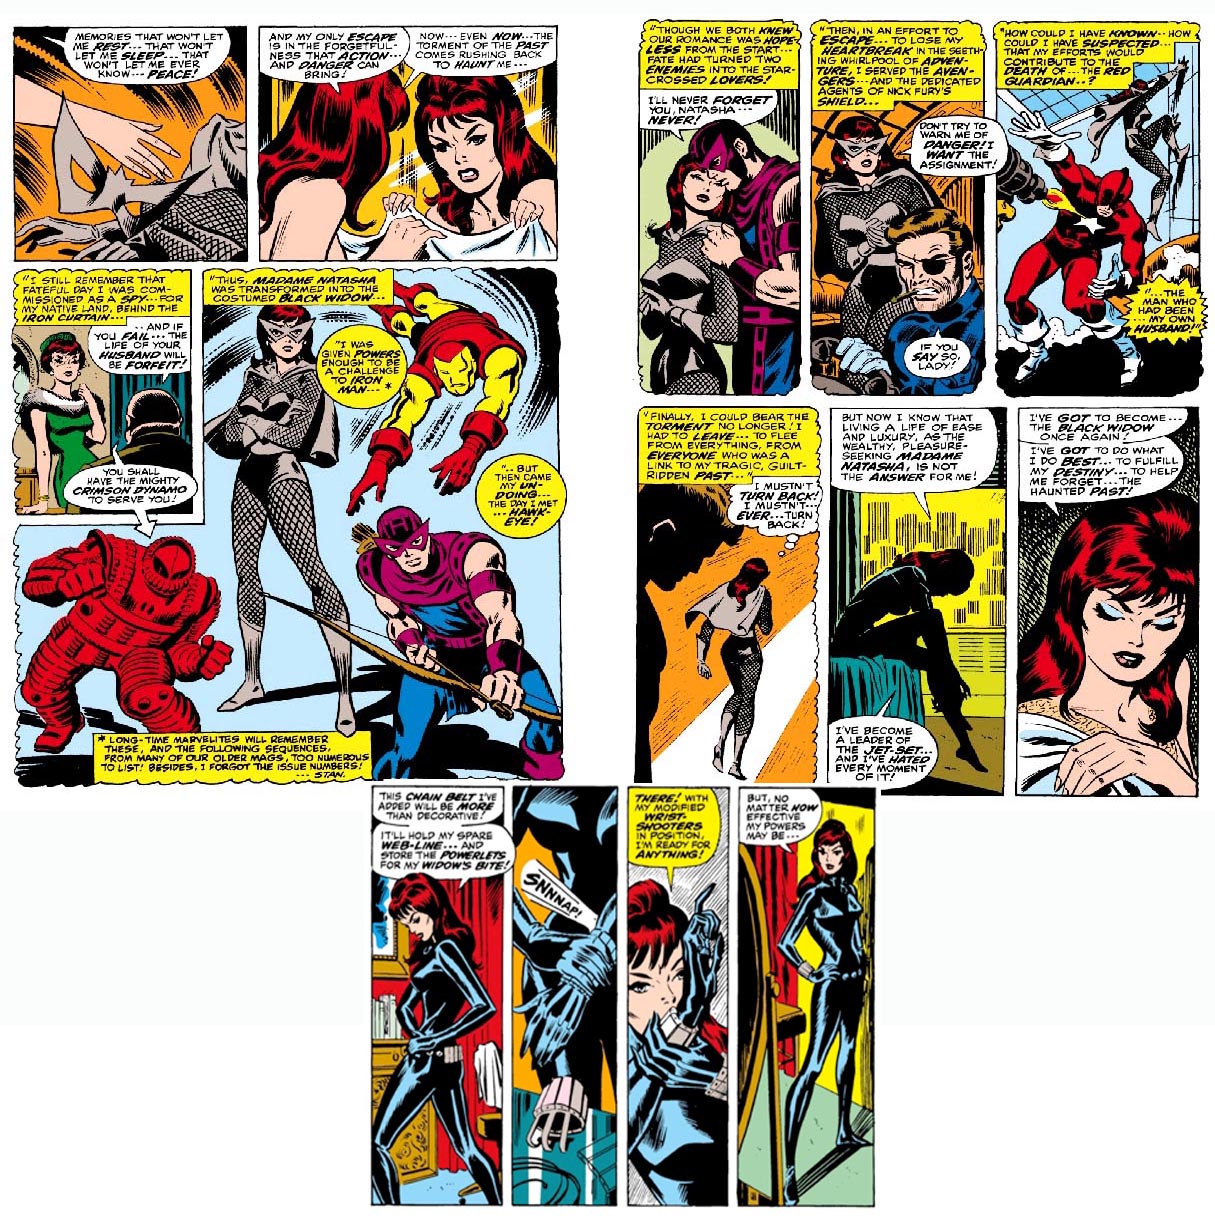 MEMORIES THAT WON'T LET
ME REST--- THAT WON'T
LET ME SLEEP--- THAT
WON'T LET ME EVER
KNOW--- PEACE!
AND MY ONLY ESCAPE
IS IN THE FORGETFUL-
NESS THAT ACTION---
AND DANGER CAN
BRING!
NOW--- EVEN NOW---THE
TORMENT OF THE PAST
COMES RUSHING BACK
TO HAUNT ME---
"I STILL REMEMBER THAT
FATEFUL DAY I WAS COM-
MISSIONED AS A SPY---FOR
MY NATIVE LAND, BEHIND THE
IRON CURTAIN---
-- AND IF
YOU FAIL--- THE
LIFE OF YOUR
HUSBAND WILL
BE FORFEIT!
YOU SHALL
HAVE THE MIGHTY
CRIMSON DYNAMO
TO SERVE YOU!
"THUS, MADAME NATASHA
WAS TRANSFORMED INTO THE
COSTUMED BLACK WIDOW---
"I WAS
GIVEN POWERS
ENOUGH TO BE
A CHALLENGE
TO IRON
MAN--- *
"-- BUT
THEN CAME
MY UN-
DOING---
THE DAY I MET
--- HAWK-
EYE!
* LONG-TIME MARVELITES WILL REMEMBER
THESE, AND THE FOLLOWING SEQUENCES,
FROM MANY OF OUR OLDER MAGS, TOO NUMEROUS
TO LIST! BESIDES, I FORGOT THE ISSUE NUMBERS!
--- STAN.
"THOUGH WE BOTH KNEW
OUR ROMANCE WAS HOPE-
LESS FROM THE START---
FATE HAD TURNED TWO
ENEMIES INTO THE STAR-
CROSSED LOVERS!
I'LL NEVER FORGET
YOU, NATASHA---
NEVER!
"THEN, IN AN EFFORT TO
ESCAPE--- TO LOSE MY
HEARTBREAK IN THE SEETH-
ING WHIRLPOOL OF ADVEN-
TURE, I SERVED THE AVEN-
GERS---AND THE DEDICATED
AGENTS OF NICK FURY'S
SHIELD---
DON'T TRY TO
WARN ME OF
DANGER! I
WANT THE
ASSIGNMENT!
IF YOU
SAY SO,
LADY!
"HOW COULD I HAVE KNOWN--HOW
COULD I HAVE SUSPECTED---
THAT MY EFFORTS WOULD
CONTRIBUTE TO THE
DEATH OF---THE RED
GUARDIAN--?
"---THE
MAN WHO
HAD BEEN
--- MY OWN
HUSBAND!"
"FINALLY, I COULD BEAR THE
TORMENT NO LONGER! I
HAD TO LEAVE--- TO FLEE
FROM EVERYTHING, FROM
EVERYONE WHO WAS A
LINK TO MY TRAGIC, GUILT-
RIDDEN PAST---"
I MUSTN'T
TURN BACK!
I MUSTN'T---
EVER---TURN
BACK!
BUT NOW I KNOW THAT
LIVING A LIFE OF EASE
AND LUXURY, AS THE
WEALTHY, PLEASURE-
SEEKING MADAME
NATASHA, IS NOT
THE ANSWER FOR ME!
I'VE BECOME
A LEADER OF
THE JET-SET---
AND I'VE HATED
EVERY MOMENT
OF IT!
I'VE GOT TO BECOME---
THE BLACK WIDOW
ONCE AGAIN!
I'VE GOT TO DO WHAT
I DO BEST--- TO FULFILL
MY DESTINY--- TO HELP
ME FORGET---THE
HAUNTED PAST!
THIS CHAIN BELT I'VE
ADDED WILL BE MORE
THAN DECORATIVE!
IT'LL HOLD MY SPARE
WEB-LINE--- AND
STORE THE POWERLETS
FOR MY WIDOW'S BITE!
SNNNAP!
THERE! WITH
MY MODIFIED
WRIST-
SHOOTERS
IN POSITION,
I'M READY FOR
ANYTHING!
BUT, NO
MATTER HOW
EFFECTIVE
MY POWERS
MAY BE---